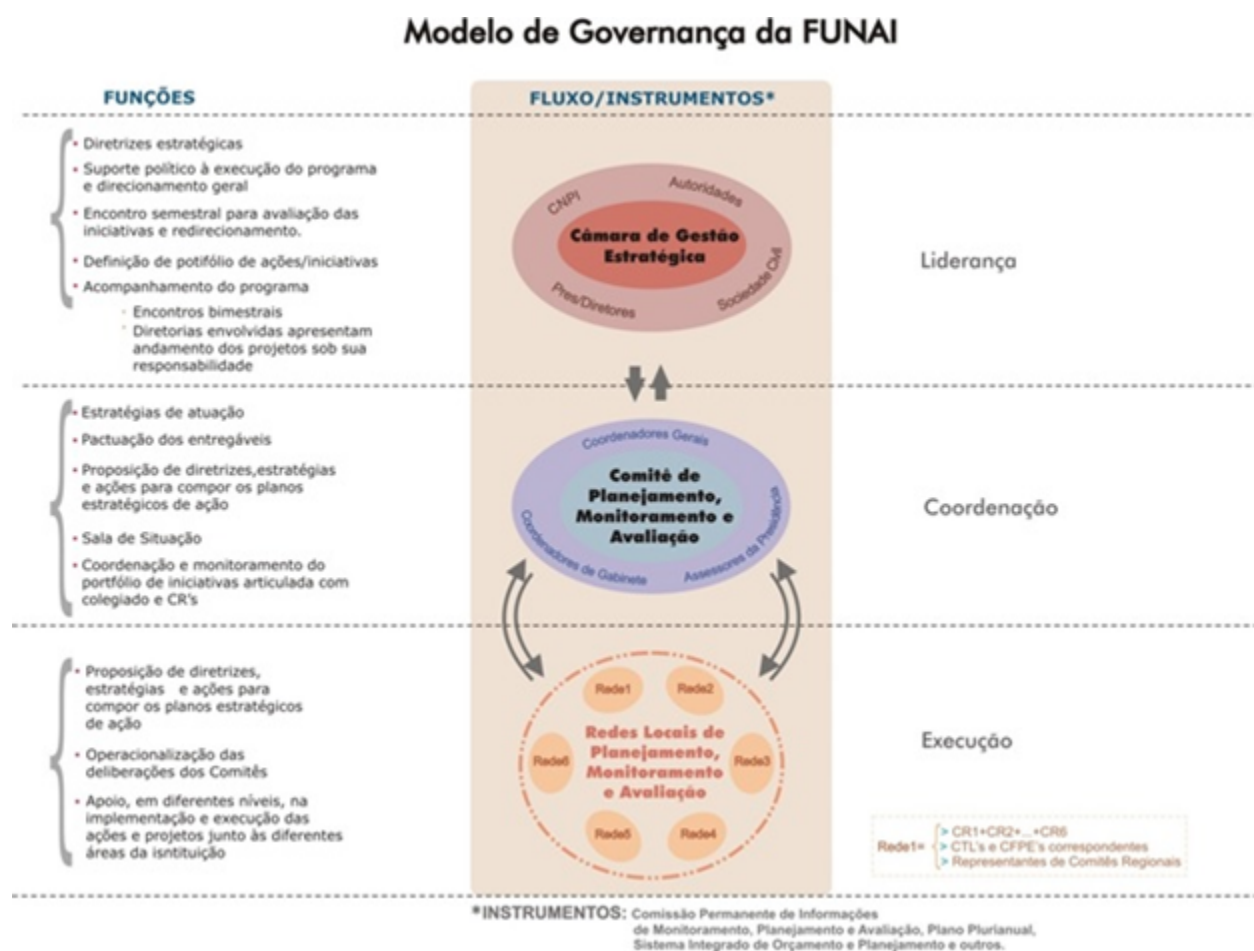 Modelo de Governança da FUNAI
FUNÇÕES
FLUXO/INSTRUMENTOS*
• Diretrizes estratégicas
• Suporte político à execução do programa
e direcionamento geral
• Encontro semestral para avaliação das
iniciativas e redirecionamento.
• Definição de potifólio de ações/iniciativas
• Acompanhamento do programa
Encontros bimestrais
Diretorias envolvidas apresentam
andamento dos projetos sob sua
responsabilidade
CNPI
Autoridades
Câmara de Gestão
Estratégica
Pres/Diretores
Sociedade Civil
Liderança
• Estratégias de atuação
• Pactuação dos entregáveis
• Proposição de diretrizes,estratégias
e ações para compor os planos
estratégicos de ação
• Sala de Situação
• Coordenação e monitoramento do
portfólio de iniciativas articulada com
colegiado e CR's
Coordenadores Gerais
Comitê de
Planejamento,
Monitoramento e
Avaliação
Coordenadores de Gabinete
Assessores da Presidência
Coordenação
• Proposição de diretrizes,
estratégias e ações para
compor os planos estratégicos
de ação
• Operacionalização das
deliberações dos Comitês
• Apoio, em diferentes níveis, na
implementação e execução das
ações e projetos junto às diferentes
áreas da isntituição
Rede1
Rede2
Redes Locais de
Planejamento,
Monitoramento
e Avaliação
Rede6
Rede3
Rede5
Rede4
Execução
Rede1=
> CR1+CR2+...+CR6
> CTL's e CFPE's correspondentes
> Representantes de Comitês Regionais
*INSTRUMENTOS: Comissão Permanente de Informações
de Monitoramento, Planejamento e Avaliação, Plano Plurianual,
Sistema Integrado de Orçamento e Planejamento e outros.